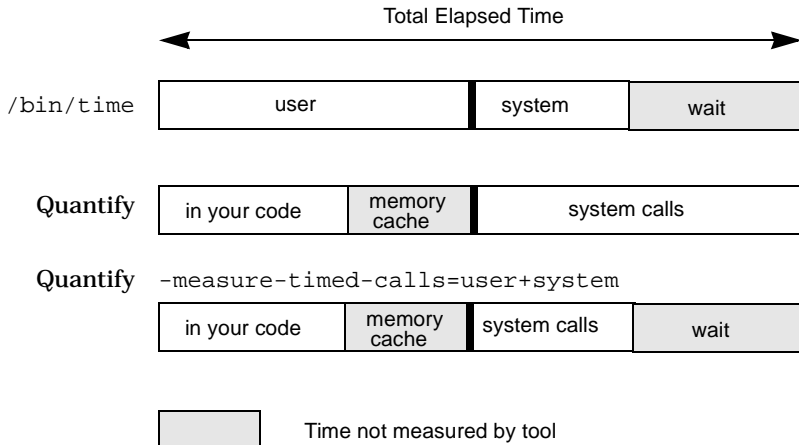 Total Elapsed Time
/bin/time user system wait
Quantify in your code memory cache system calls
Quantify -measure-timed-calls=user+system
in your code memory cache system calls wait
Time not measured by tool